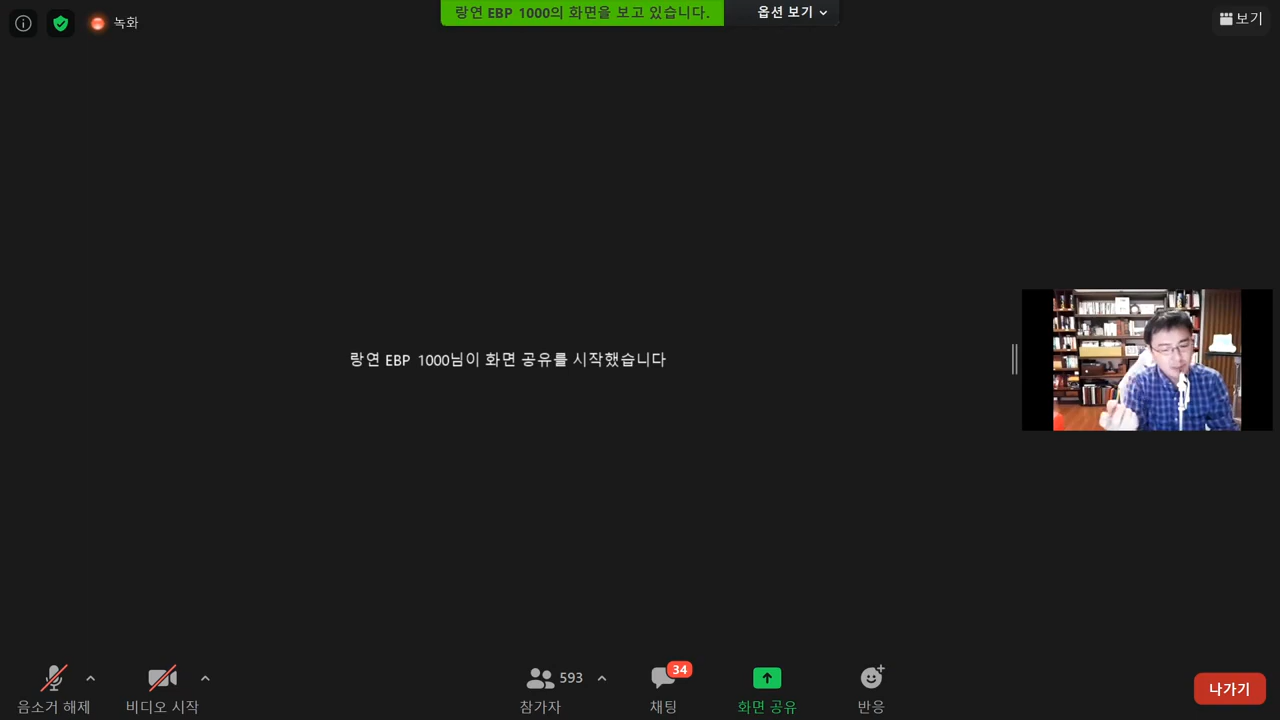 녹화
랑연 EBP 1000의 화면을 보고 있습니다.
옵션 보기
보기
랑연 EBP 1000님이 화면 공유를 시작했습니다
593
34
음소거 해제
비디오 시작
참가자
채팅
화면 공유
반응
나가기